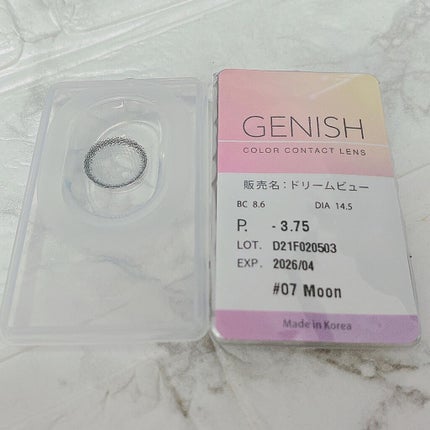 GENISH
COLOR CONTACT LENS
販売名：ドリームビュー
BC 8.6 DIA 14.5
P. - 3.75
LOT. D21F020503
EXP. 2026/04
#07 Moon
Made in Korea